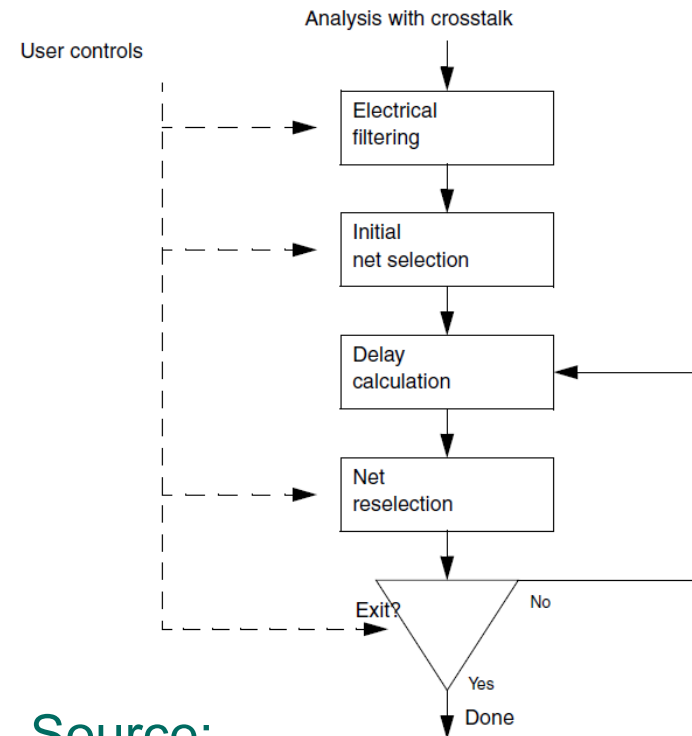 Analysis with crosstalk
User controls
Electrical
filtering
Initial
net selection
Delay
calculation
Net
reselection
Exit?
No
Yes
Done
Source: